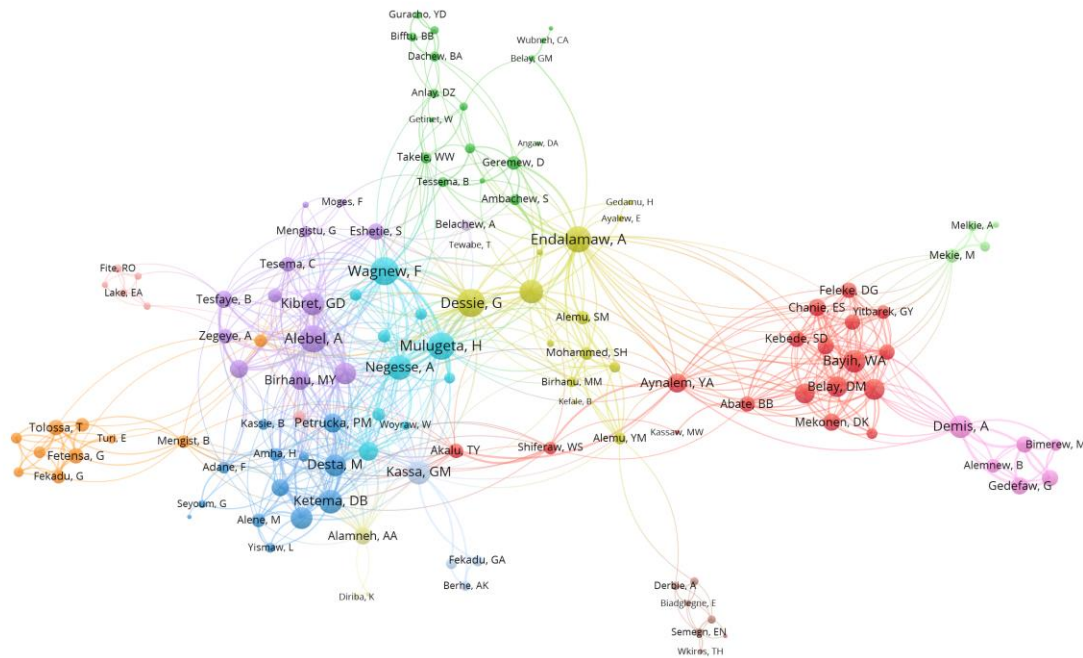 Guracho, YD
Bifftu, BB
Wubneh, CA
Dachew, BA
Belay, GM
Anlay, DZ
Getinet, W
Angaw, DA
Takele, WW
Geremew, D
Tessema, B
Ambachew, S
Gedamu, H
Moges, F
Ayalew, E
Mengistu, G
Eshetie, S
Belachew, A
Melkie, A
Tewabe, T
Endalamaw, A
Mekie, M
Tesema, C
Wagnew, F
Fite, RO
Lake, EA
Tesfaye, B
Kibret, GD
Dessie, G
Feleke, DG
Chanie, ES
Yitbarek, GY
Alemu, SM
Zegeye, A
Alebel, A
Mulugeta, H
Kebede, SD
Mohammed, SH
Bayih, WA
Negesse, A
Birhanu, MY
Birhanu, MM
Aynalem, YA
Belay, DM
Kefale, B
Abate, BB
Tolossa, T
Kassie, B
Petrucka, PM
Woyraw, W
Mekonen, DK
Demis, A
Turi, E
Mengist, B
Kassaw, MW
Alemu, YM
Bimerew, M
Fetensa, G
Amha, H
Akalu, TY
Shiferaw, WS
Adane, F
Desta, M
Kassa, GM
Alemnew, B
Fekadu, G
Gedefaw, G
Seyoum, G
Ketema, DB
Alene, M
Alamneh, AA
Yismaw, L
Fekadu, GA
Berhe, AK
Derbie, A
Diriba, K
Biadglegne, E
Semegn, EN
Wkiros, TH